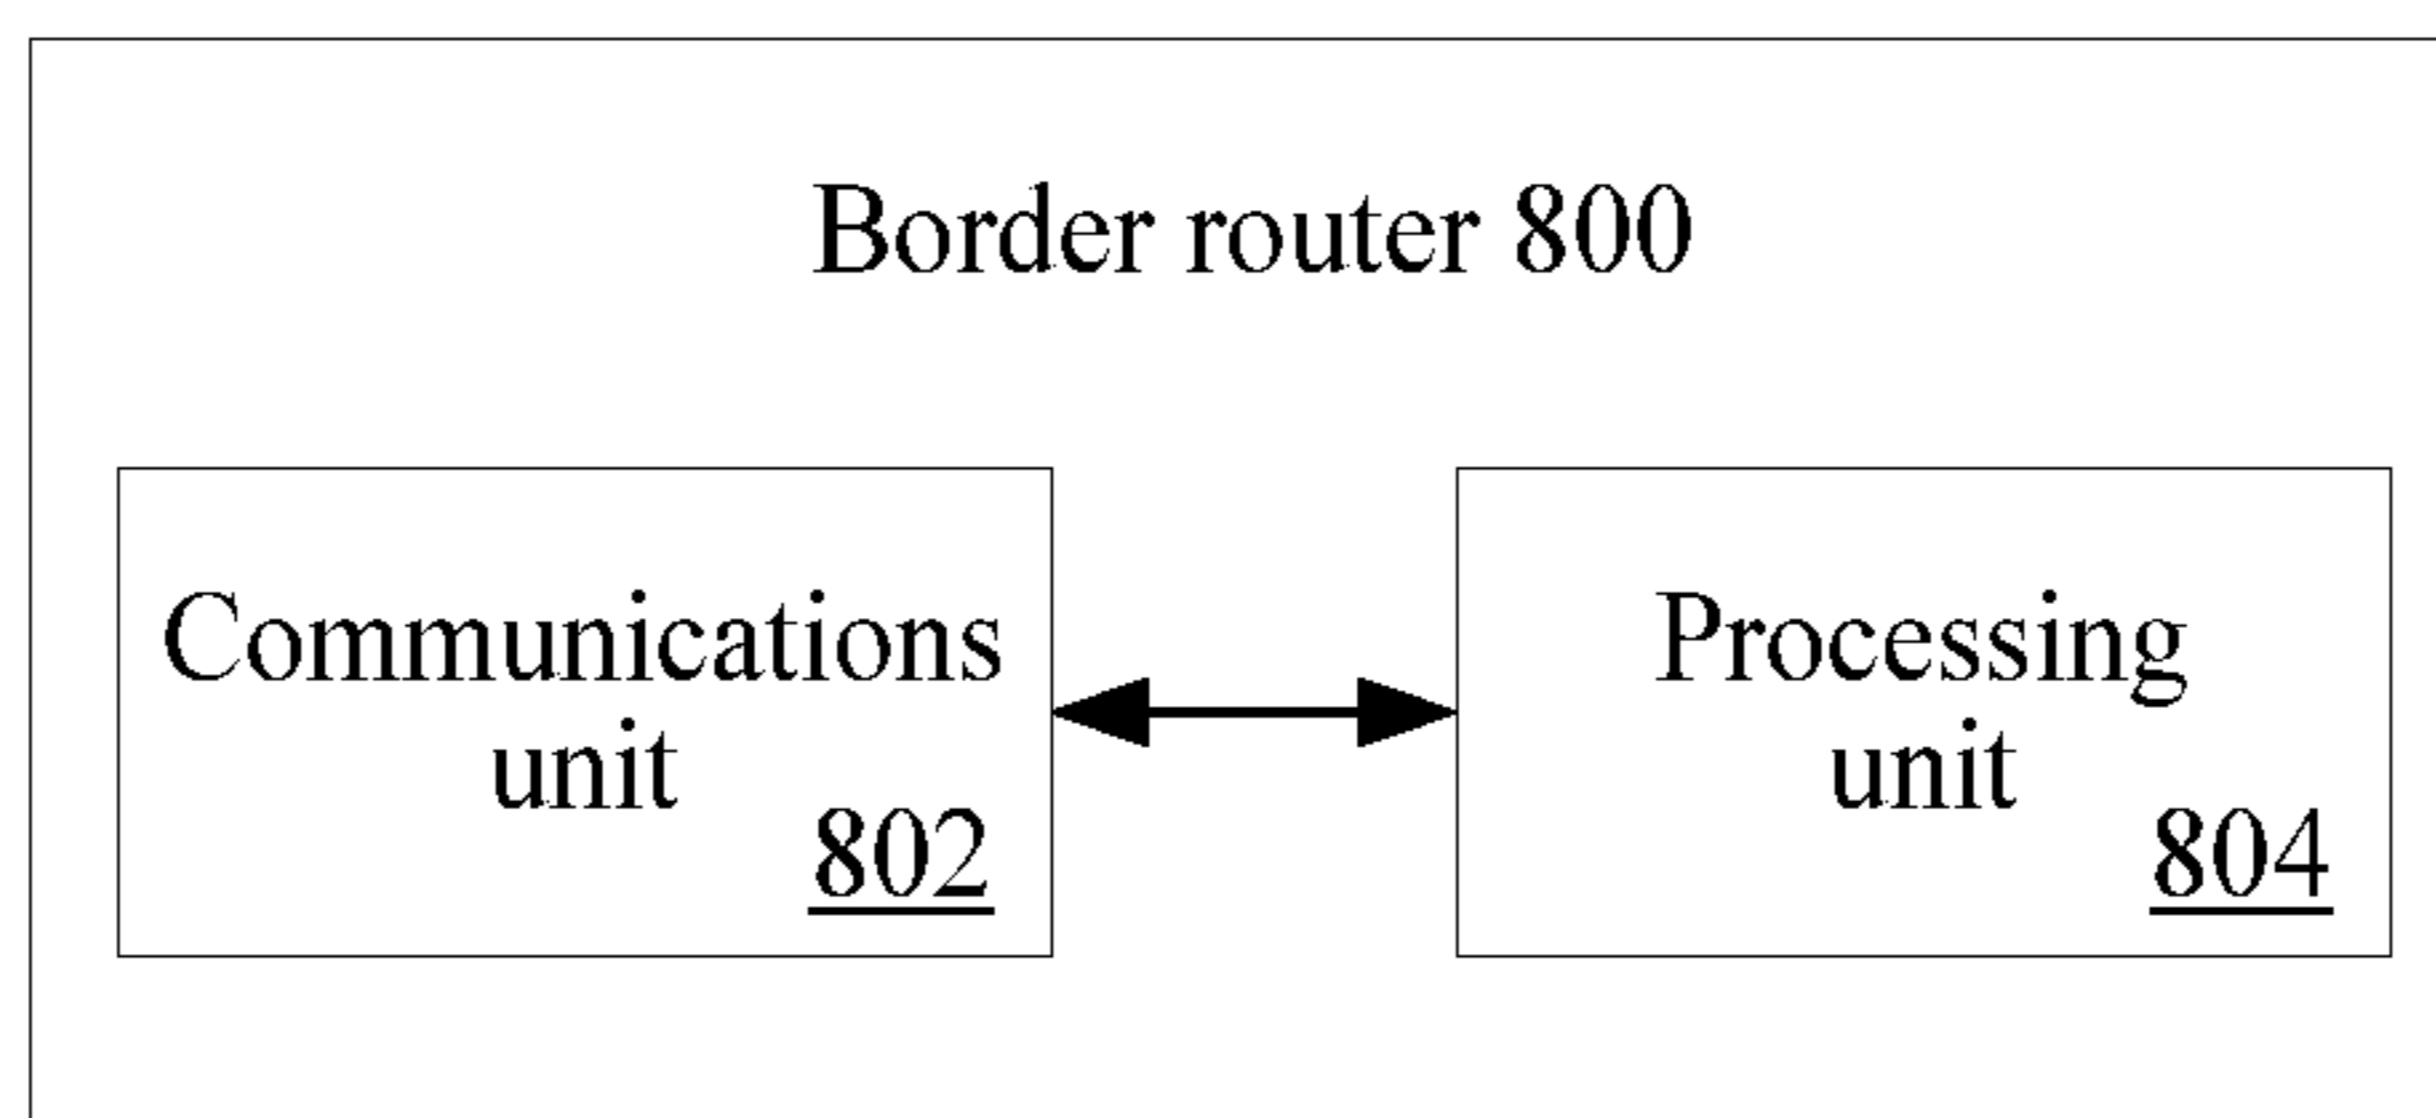 Border router 800
Communications
unit
802
Processing
unit
804